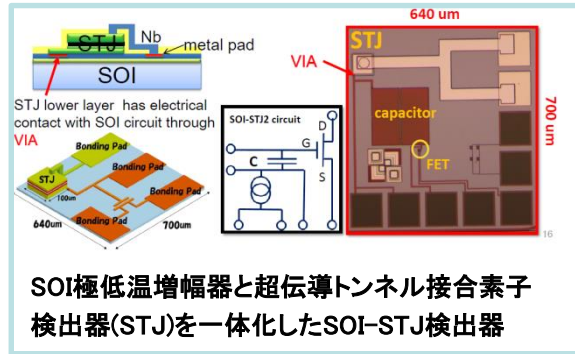 STJ
Nb
metal pad
SOI
STJ lower layer has electrical
contact with SOI circuit through
VIA
Bonding Pad
STJ
100um
Bonding Pad
Bonding Pad
Bonding Pad
640um
700um
SOI-STJ2 circuit
D
G
C
S
640 um
STJ
VIA
capacitor
FET
700 um
16
SOI極低温増幅器と超伝導トンネル接合素子
検出器(STJ)を一体化したSOI-STJ検出器